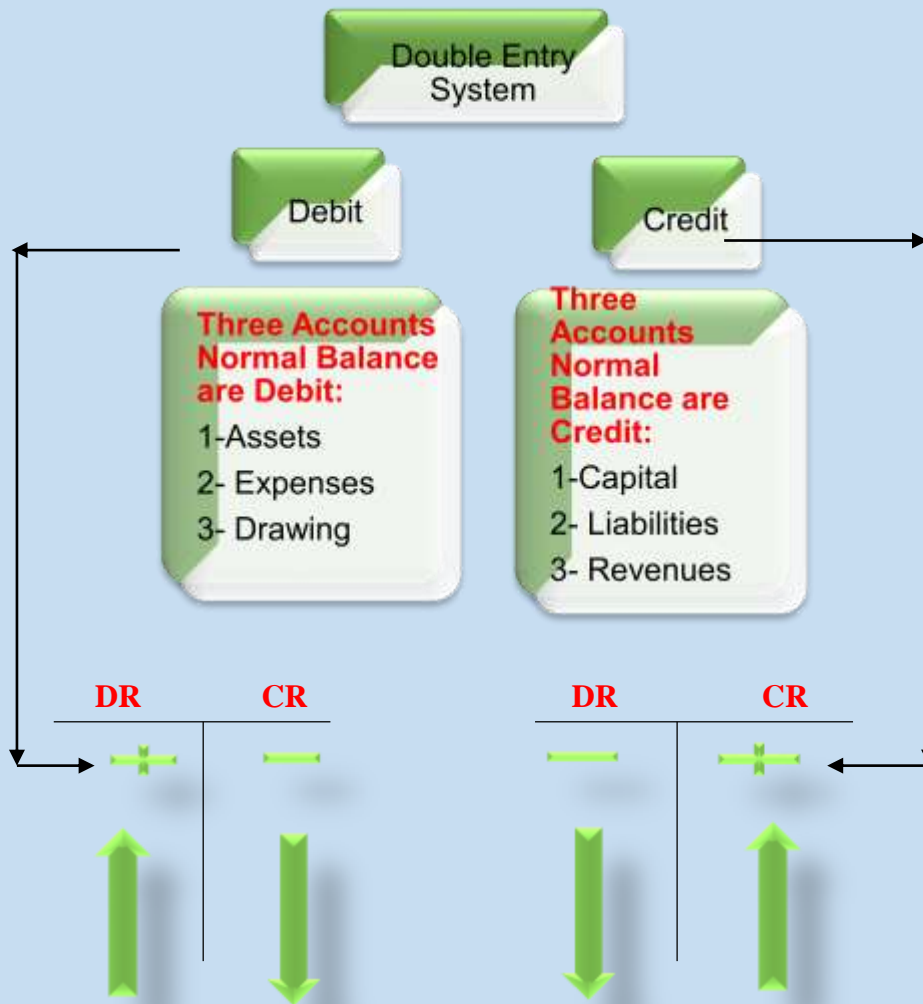 Double Entry
System
Debit
Credit
Three Accounts
Normal Balance
are Debit:
1-Assets
2- Expenses
3- Drawing
Three
Accounts
Normal
Balance are
Credit:
1-Capital
2- Liabilities
3- Revenues
DR
CR
DR
CR